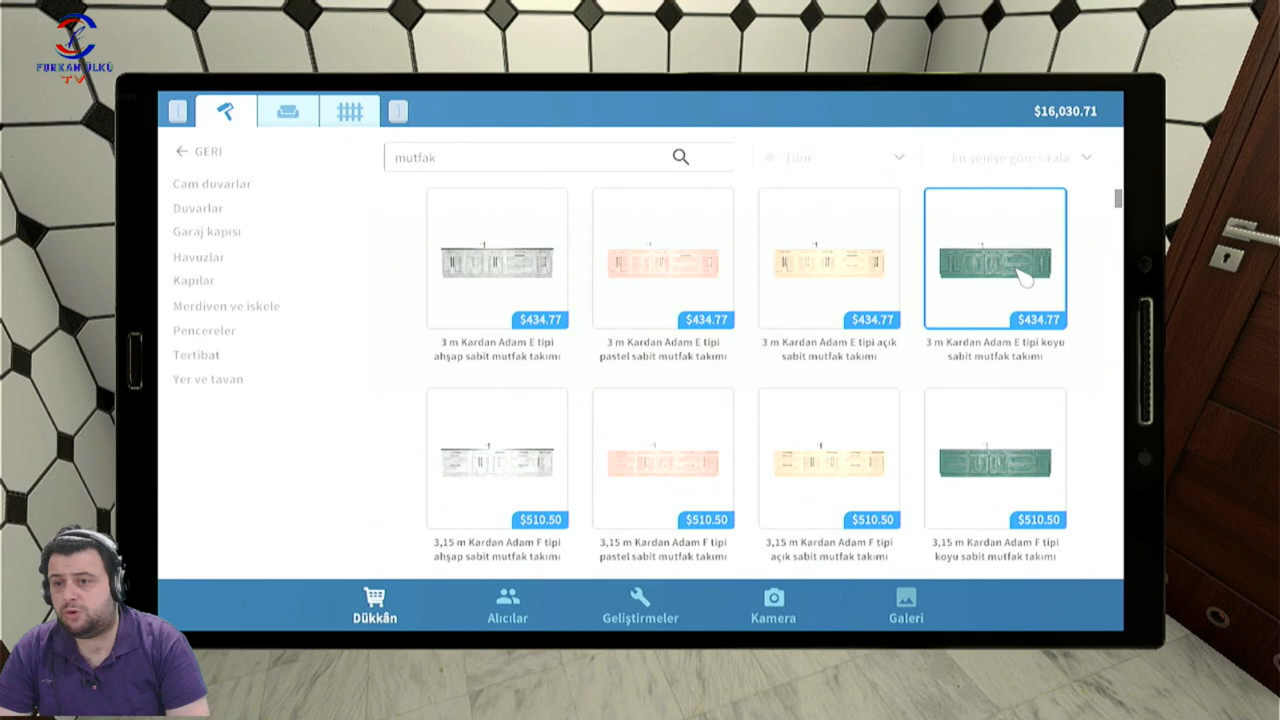 FURKAN ÜLKÜ
TV
$16,030.71
GERİ
mutfak
Tüm
En yeniye göre sırala
Cam duvarlar
Duvarlar
Garaj kapısı
Havuzlar
Kapılar
Merdiven ve iskele
Pencereler
Tertibat
Yer ve tavan
$434.77
$434.77
$434.77
$434.77
3 m Kardan Adam E tipi
ahşap sabit mutfak takımı
3 m Kardan Adam E tipi
pastel sabit mutfak takımı
3 m Kardan Adam E tipi açık
sabit mutfak takımı
3 m Kardan Adam E tipi koyu
sabit mutfak takımı
$510.50
$510.50
$510.50
$510.50
3,15 m Kardan Adam F tipi
ahşap sabit mutfak takımı
3,15 m Kardan Adam F tipi
pastel sabit mutfak takımı
3,15 m Kardan Adam F tipi
açık sabit mutfak takımı
3,15 m Kardan Adam F tipi
koyu sabit mutfak takımı
Dükkân
Alıcılar
Geliştirmeler
Kamera
Galeri